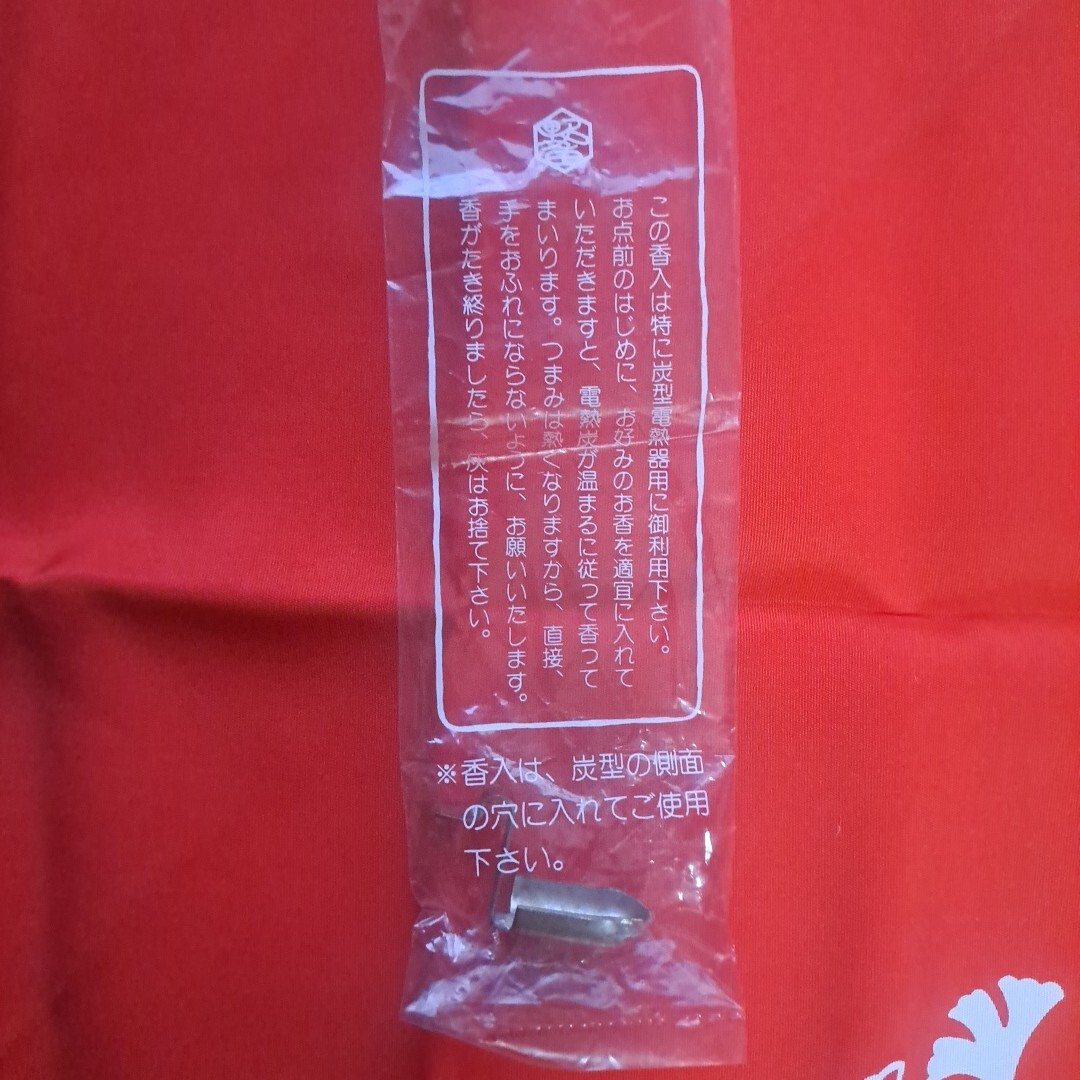 この香入は特に炭型電熱器用に御利用下さい。
お点前のはじめに、お好みのお香を適宜に入れて
いただきますと、電熱炭が温まるに従つて香つて
まいります。つまみは熱くなりますから、直接、
手をおふれにならないように、お願いいたします。
香がたき終りましたら、灰はお捨て下さい。
※香入は、炭型の側面
の穴に入れてご使用
下さい。